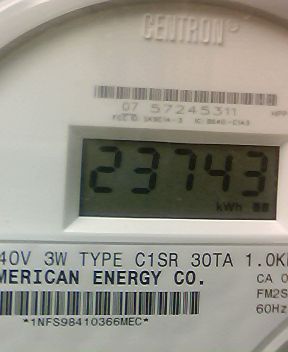 CENTRON®
07 57245311
23743
kWh
40V 3W TYPE C1SR 30TA 1.0K
MERICAN ENERGY CO.
CA 0
FM2S
60Hz
*1NFS98410366MEC*